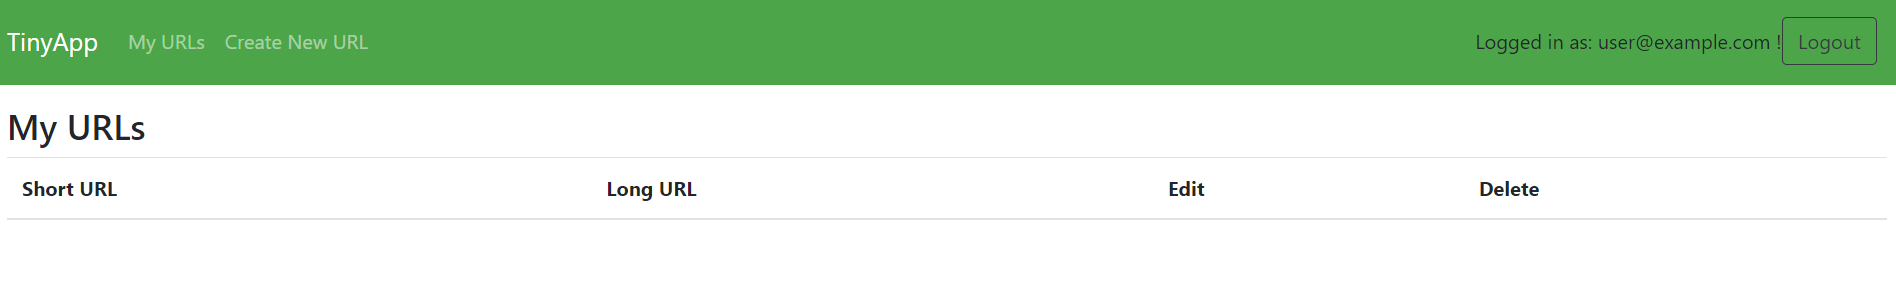 TinyApp My URLs Create New URL Logged in as: user@example.com ! Logout
My URLs
Short URL Long URL Edit Delete